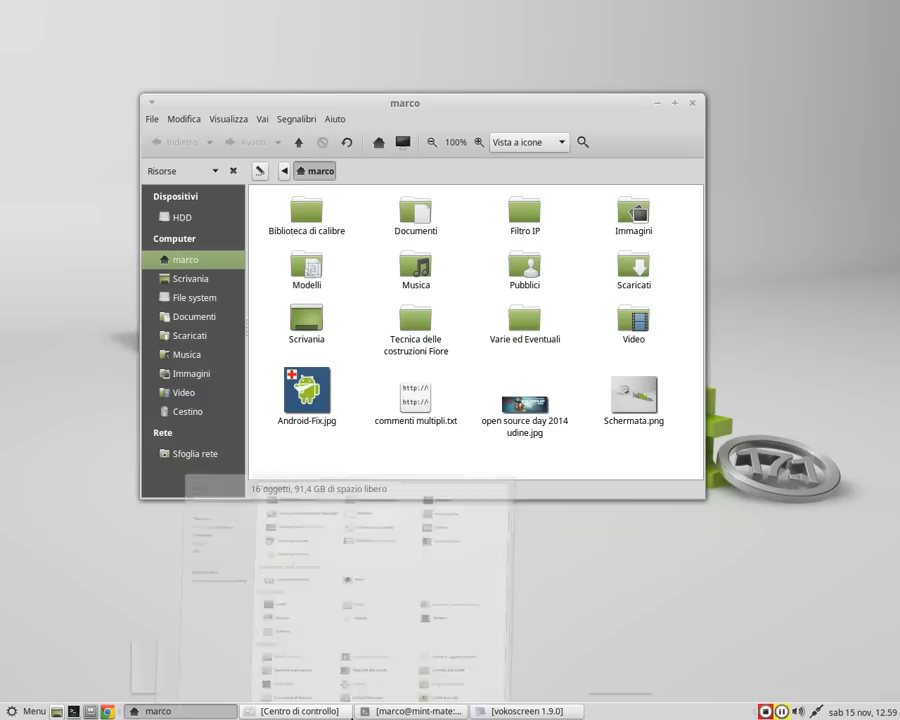 marco
File Modifica Visualizza Vai Segnalibri Aiuto
Indietro Avanti 100% Vista a icone
Risorse marco
Dispositivi
HDD
Computer
marco
Scrivania
File system
Documenti
Scaricati
Musica
Immagini
Video
Cestino
Rete
Sfoglia rete
Biblioteca di calibre Documenti Filtro IP Immagini
Modelli Musica Pubblici Scaricati
Scrivania Tecnica delle costruzioni Fiore Varie ed Eventuali Video
http:/
http:/
Android-Fix.jpg commenti multipli.txt open source day 2014 udine.jpg Schermata.png
16 oggetti, 91,4 GB di spazio libero
17.1
Menu marco [Centro di controllo] [marco@mint-mate:... [vokoscreen 1.9.0] sab 15 nov, 12.59